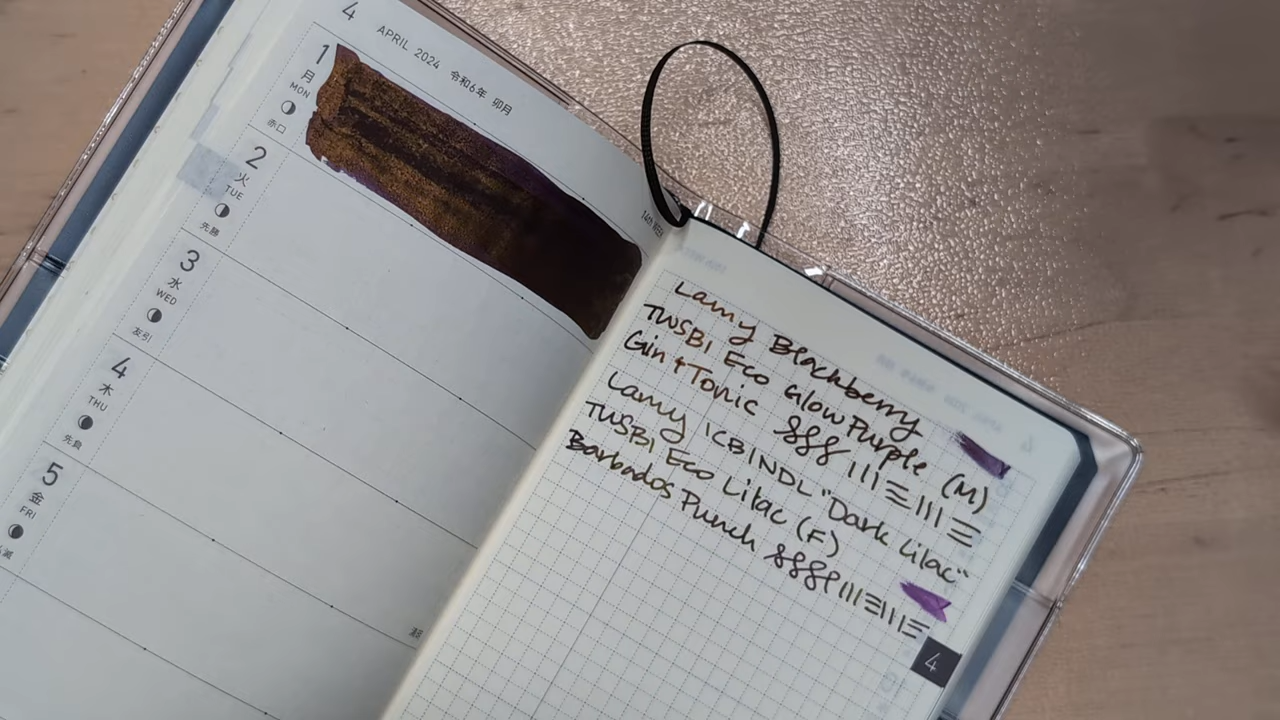 4 APRIL 2024 令和6年 卯月
1
月
MON
赤口
2
火
TUE
先勝
3
水
WED
友引
4
木
THU
先負
5
金
FRI
14th WEEK
Lamy Blackberry
TWSBI Eco Glow Purple (M)
Gin + Tonic
Lamy ICBINDL "Dark Lilac"
TWSBI Eco Lilac (F)
Barbados Punch
4